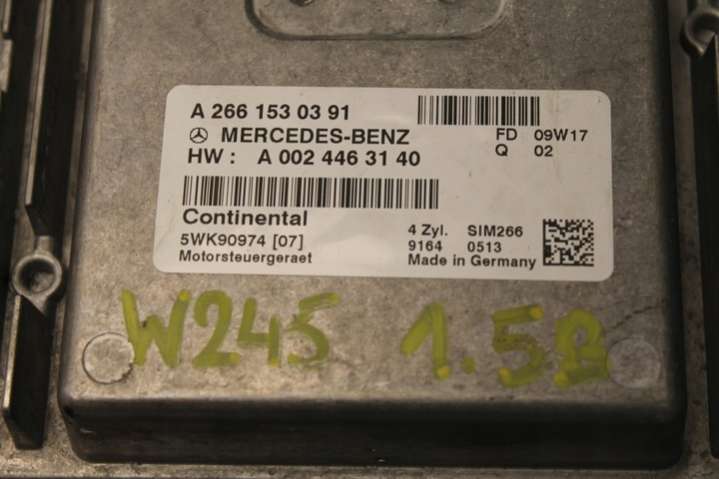 A 266 153 03 91
MERCEDES-BENZ
FD 09W17
HW : A 002 446 31 40
Q 02
Continental
5WK90974 [07]
Motorsteuergeraet
4 Zyl. SIM266
9164 0513
Made in Germany
W245 1.5B